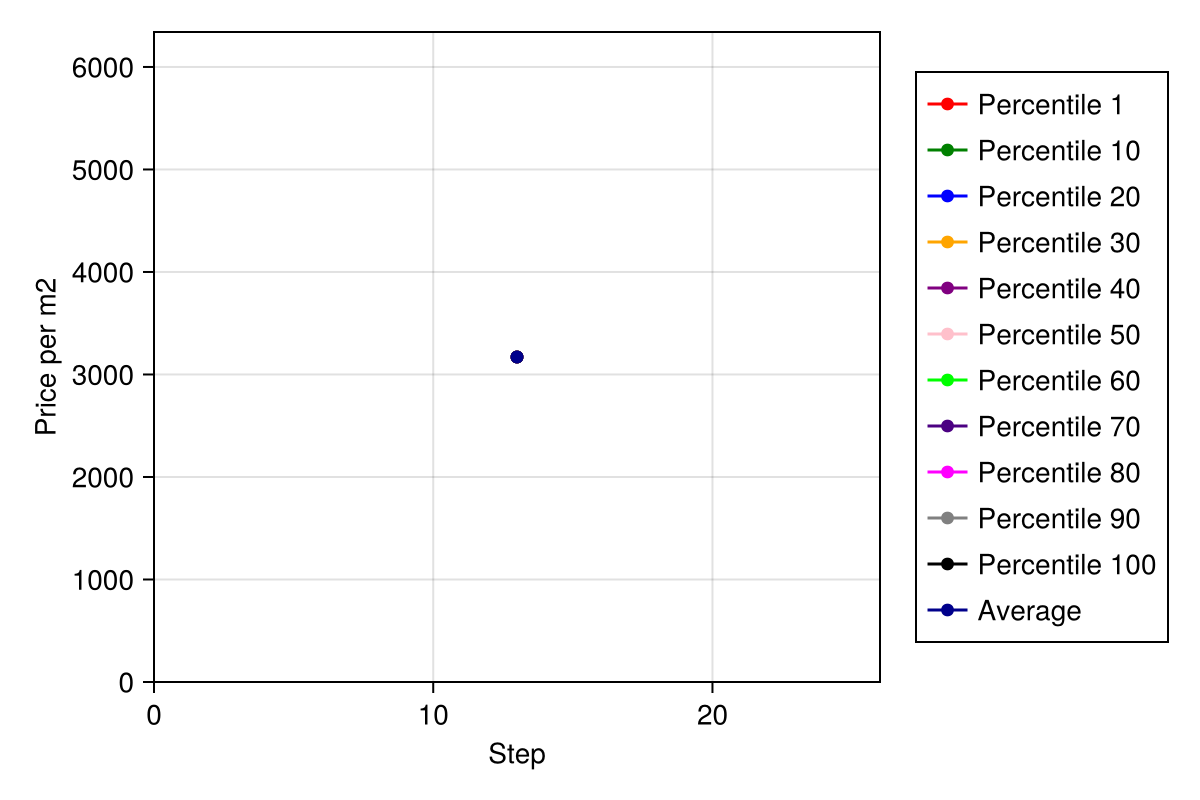 6000
5000
4000
3000
2000
1000
0
Price per m2
0 10 20
Step
Percentile 1
Percentile 10
Percentile 20
Percentile 30
Percentile 40
Percentile 50
Percentile 60
Percentile 70
Percentile 80
Percentile 90
Percentile 100
Average